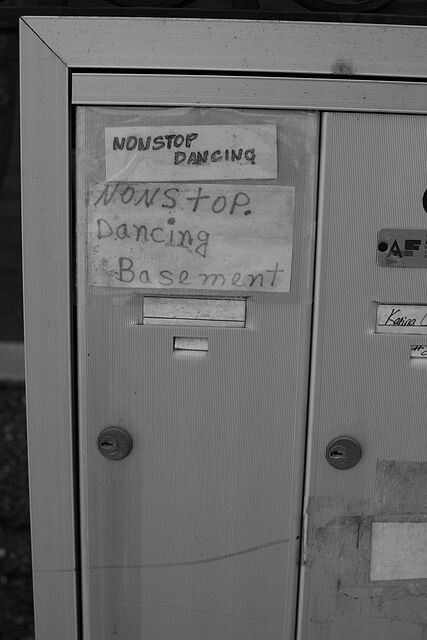 NONSTOP
DANCING
NONSTOP.
Dancing
Basement
AF
Karina